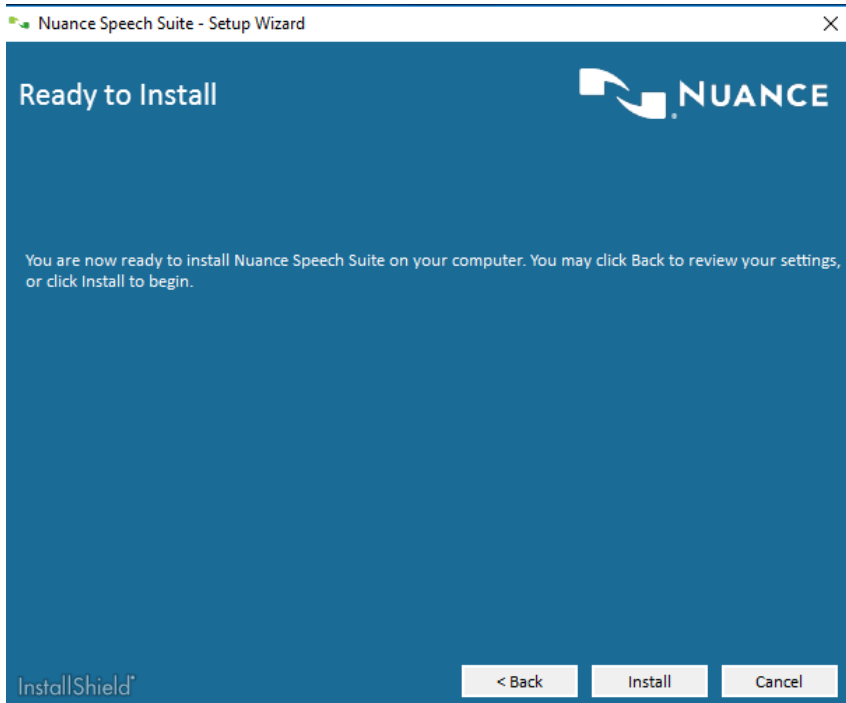 Nuance Speech Suite - Setup Wizard
Ready to Install
NUANCE
You are now ready to install Nuance Speech Suite on your computer. You may click Back to review your settings,
or click Install to begin.
InstallShield
< Back
Install
Cancel